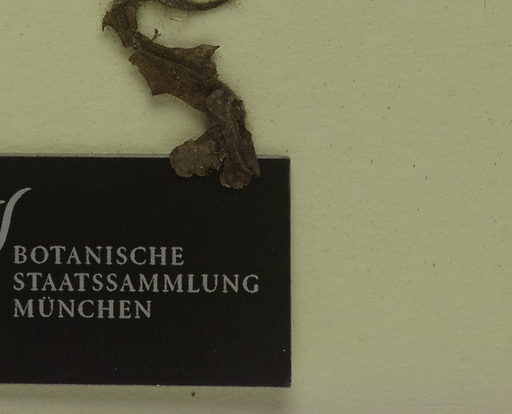 BOTANISCHE
STAATSSAMMLUNG
MÜNCHEN